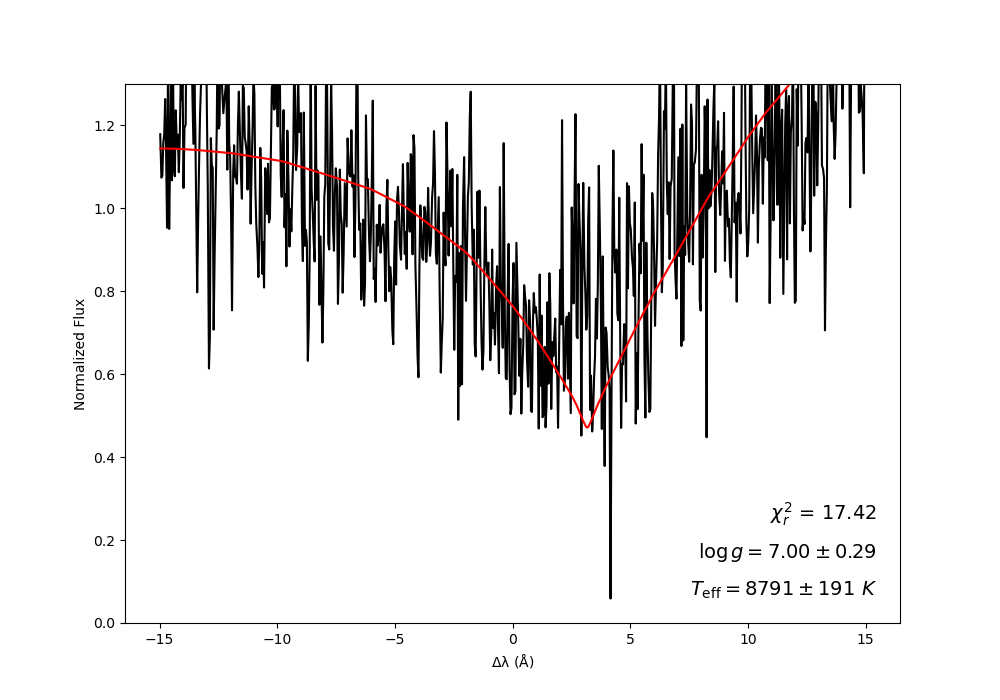 1.2
1.0
0.8
0.6
0.4
0.2
0.0
Normalized Flux
χ²ᵣ = 17.42
log g = 7.00 ± 0.29
T_eff = 8791 ± 191 K
−15 −10 −5 0 5 10 15
Δλ (Å)